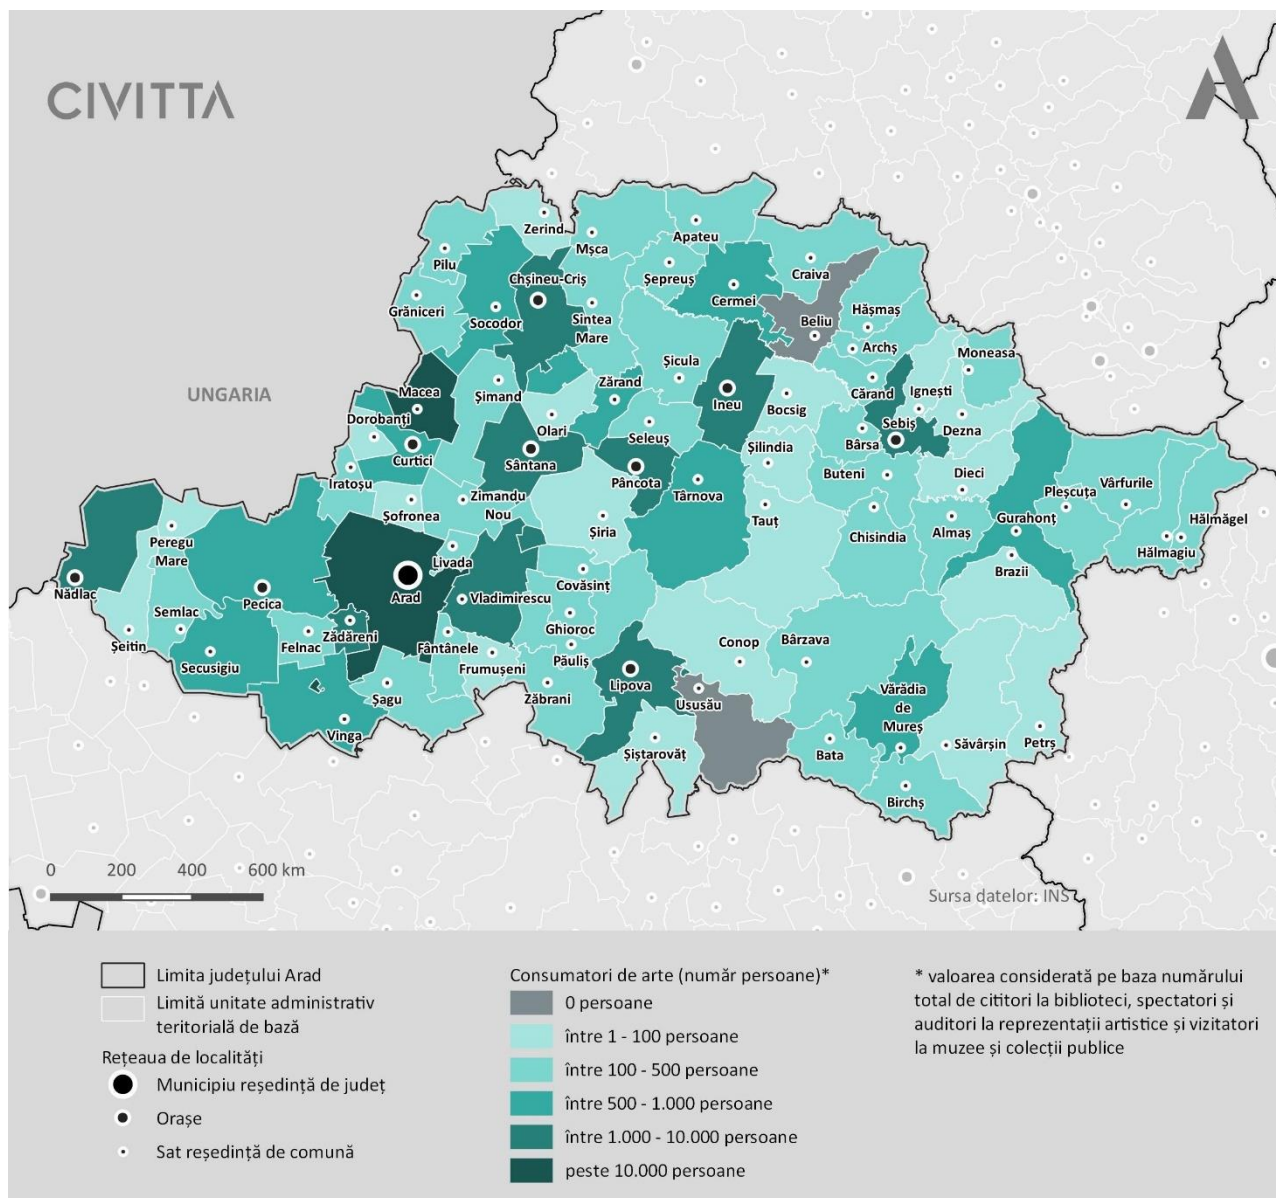 CIVITTA
UNGARIA
Zerind
Pilu
Mșca
Apateu
Chșineu-Criș
Șepreuș
Craiva
Grăniceri
Socodor
Sintea
Mare
Cermei
Hășmaș
Beliu
Archș
Moneasa
Macea
Șimand
Zărand
Șicula
Ineu
Bocsig
Cărand
Ignești
Dorobanți
Olari
Seleuș
Sebiș
Dezna
Bârsa
Curtici
Sântana
Șilindia
Iratoșu
Pâncota
Târnova
Buteni
Dieci
Șofronea
Zimandu
Nou
Șiria
Tauț
Chisindia
Almaș
Gurahonț
Pleșcuța
Vârfurile
Hălmăgel
Hălmagiu
Peregu
Mare
Livada
Covăsinț
Brazii
Nădlac
Pecica
Arad
Vladimirescu
Semlac
Zădăreni
Ghioroc
Șeitin
Felnac
Fântânele
Conop
Bârzava
Secusigiu
Frumușeni
Păuliș
Șagu
Zăbrani
Lipova
Ususău
Vărădia
de
Mureș
Vinga
Șiștarovăț
Bata
Săvârșin
Petrș
Birchș
0 200 400 600 km
Sursa datelor: INS
Limita județului Arad
Limită unitate administrativ
teritorială de bază
Rețeaua de localități
Municipiu reședință de județ
Orașe
Sat reședință de comună
Consumatori de arte (număr persoane)*
0 persoane
între 1 - 100 persoane
între 100 - 500 persoane
între 500 - 1.000 persoane
între 1.000 - 10.000 persoane
peste 10.000 persoane
* valoarea considerată pe baza numărului
total de cititori la biblioteci, spectatori și
auditori la reprezentații artistice și vizitatori
la muzee și colecții publice